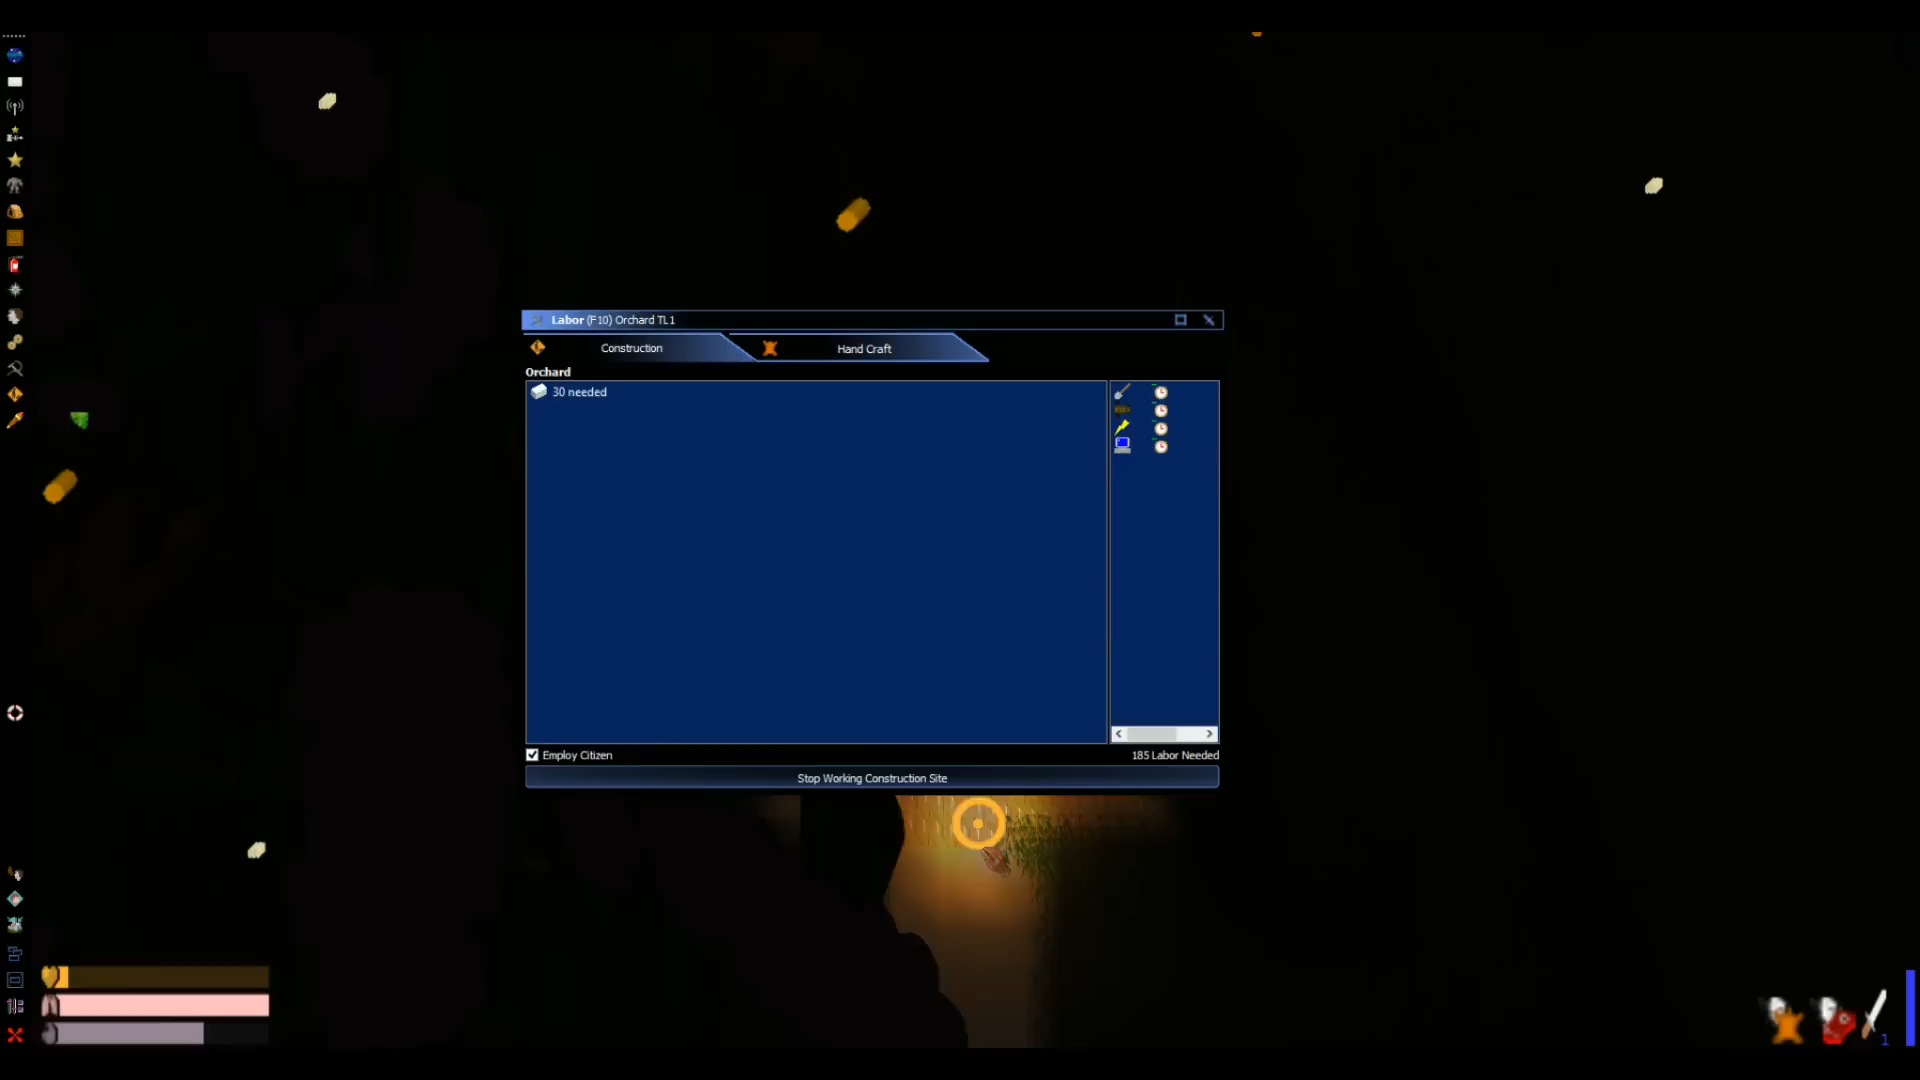 Labor (F10) Orchard TL1
Construction
Hand Craft
Orchard
30 needed
Employ Citizen
185 Labor Needed
Stop Working Construction Site
1